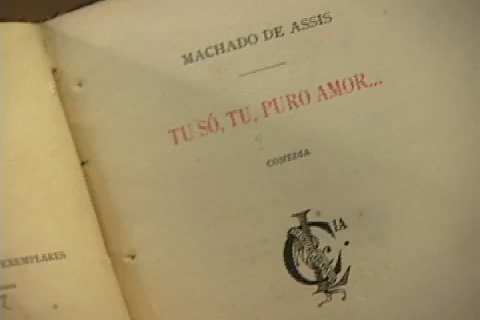 MACHADO DE ASSIS
TU SÓ, TU, PURO AMOR...
COMEDIA
EXEMPLARES